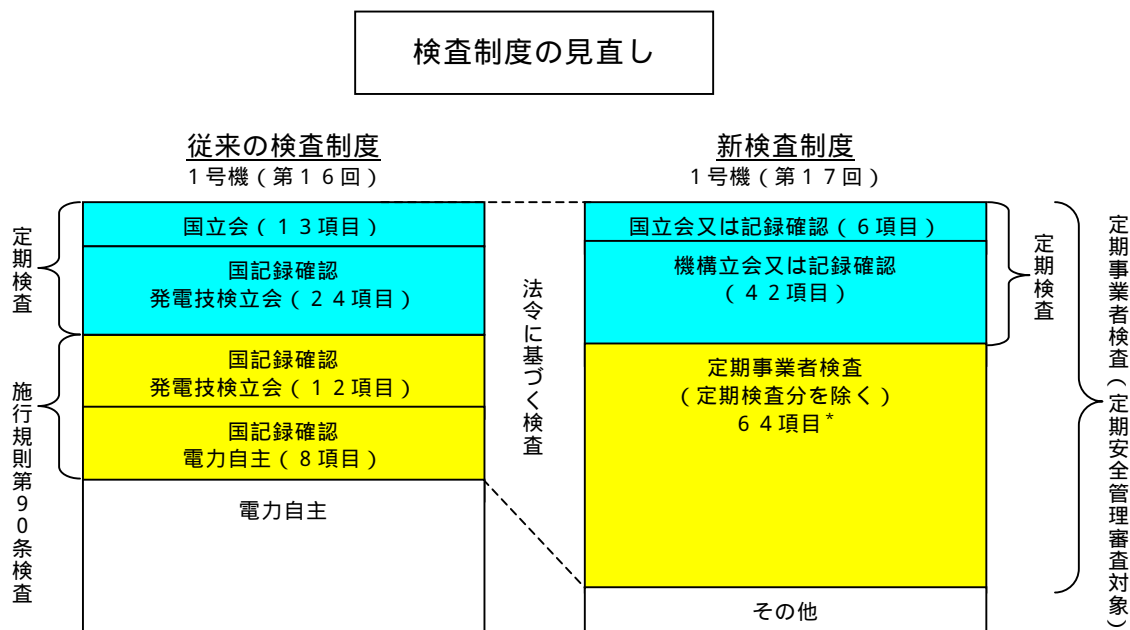 検査制度の見直し
従来の検査制度
1号機（第16回）
定期検査
国立会（13項目）
国記録確認
発電技検立会（24項目）
施行規則第90条検査
国記録確認
発電技検立会（12項目）
国記録確認
電力自主（8項目）
電力自主
法令に基づく検査
新検査制度
1号機（第17回）
国立会又は記録確認（6項目）
機構立会又は記録確認
（42項目）
定期検査
定期事業者検査
（定期検査分を除く）
64項目*
その他
定期事業者検査（定期安全管理審査対象）